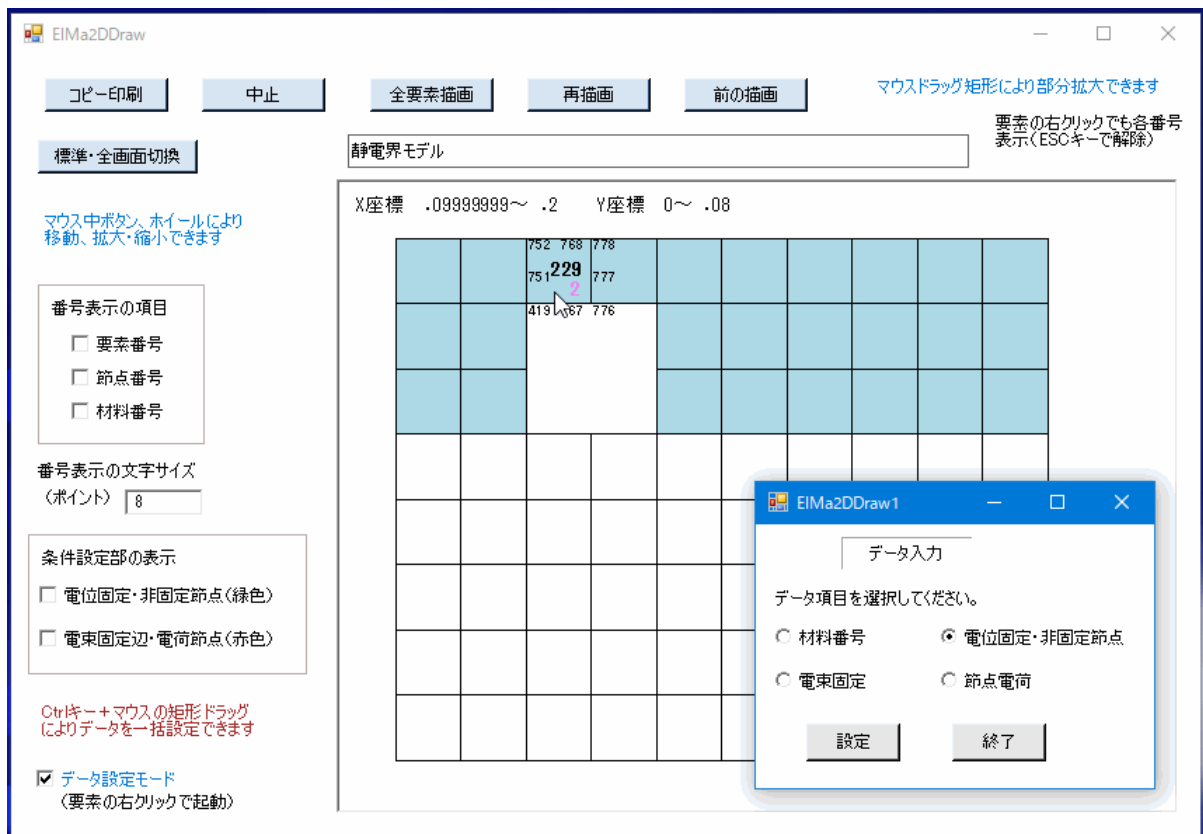 ElMa2DDraw
コピー印刷
中止
全要素描画
再描画
前の描画
マウスドラッグ矩形により部分拡大できます
標準・全画面切換
静電界モデル
要素の右クリックでも各番号
表示(ESCキーで解除)
X座標 .09999999～ .2 Y座標 0～ .08
マウス中ボタン、ホイールにより
移動、拡大・縮小できます
752 768 778
751 229 777
2
419 767 776
番号表示の項目
要素番号
節点番号
材料番号
番号表示の文字サイズ
(ポイント) 8
条件設定部の表示
電位固定・非固定節点(緑色)
電束固定辺・電荷節点(赤色)
Ctrlキー+マウスの矩形ドラッグ
によりデータを一括設定できます
データ設定モード
(要素の右クリックで起動)
ElMa2DDraw1
データ入力
データ項目を選択してください。
材料番号
電位固定・非固定節点
電束固定
節点電荷
設定
終了